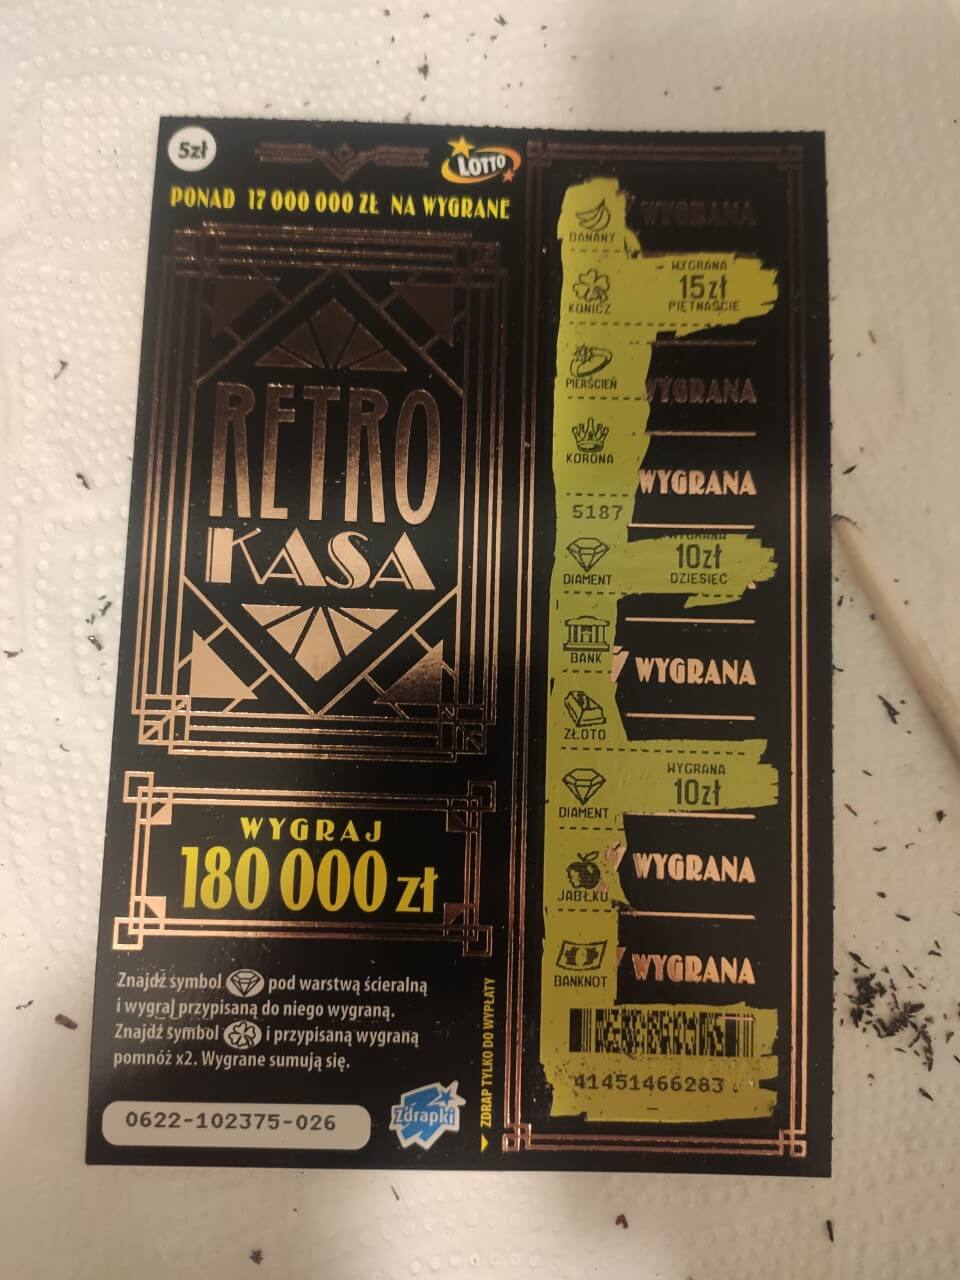 5zł
LOTTO
PONAD 17 000 000 ZŁ NA WYGRANE
RETRO
KASA
WYGRAJ
180 000 zł
Znajdź symbol pod warstwą ścieralną
i wygraj przypisaną do niego wygraną.
Znajdź symbol i przypisaną wygraną
pomnóż x2. Wygrane sumują się.
0622-102375-026
Zdrapki
ZDRAP TYLKO DO WYPŁATY
BANANY
WYGRANA
KONICZ
WYGRANA
15zł
PIĘTNAŚCIE
PIERŚCIEŃ
WYGRANA
KORONA
WYGRANA
5187
DIAMENT
WYGRANA
10zł
DZIESIĘĆ
BANK
WYGRANA
ZŁOTO
DIAMENT
WYGRANA
10zł
JABŁKO
WYGRANA
BANKNOT
WYGRANA
41451466283